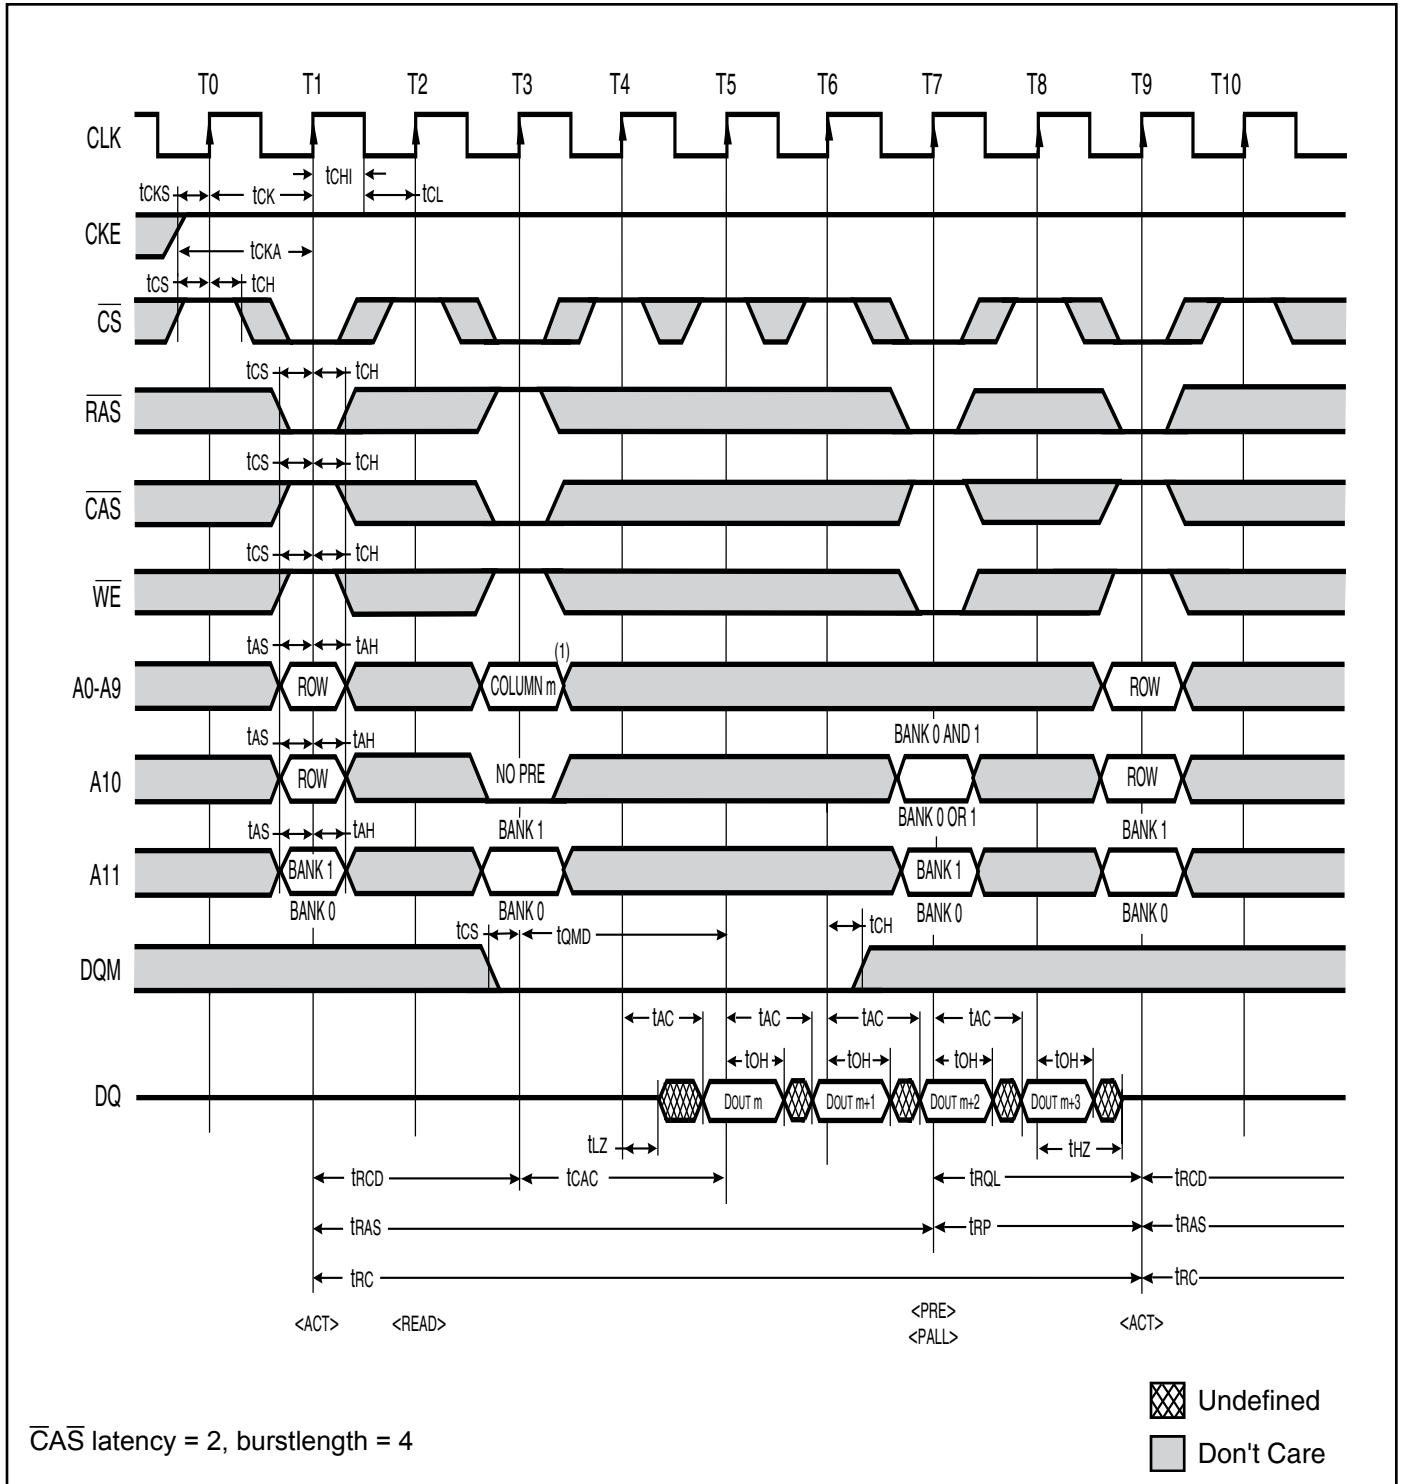 T0 T1 T2 T3 T4 T5 T6 T7 T8 T9 T10
CLK
tCHI
tCKS tCK tCL
CKE
tCKA
tCS tCH
CS
tCS tCH
RAS
tCS tCH
CAS
tCS tCH
WE
tAS tAH (1)
A0-A9 ROW COLUMN m ROW
BANK 0 AND 1
tAS tAH
A10 ROW NO PRE ROW
BANK 0 OR 1
tAS tAH BANK 1 BANK 1
A11 BANK 1 BANK 1
BANK 0 BANK 0 BANK 0 BANK 0
tCS tQMD tCH
DQM
tAC tAC tAC tAC
tOH tOH tOH tOH
DQ DOUT m DOUT m+1 DOUT m+2 DOUT m+3
tLZ tHZ
tRCD tCAC tRQL tRCD
tRAS tRP tRAS
tRC tRC
<PRE>
<ACT> <READ> <ACT>
<PALL>
Undefined
CAS latency = 2, burstlength = 4
Don't Care